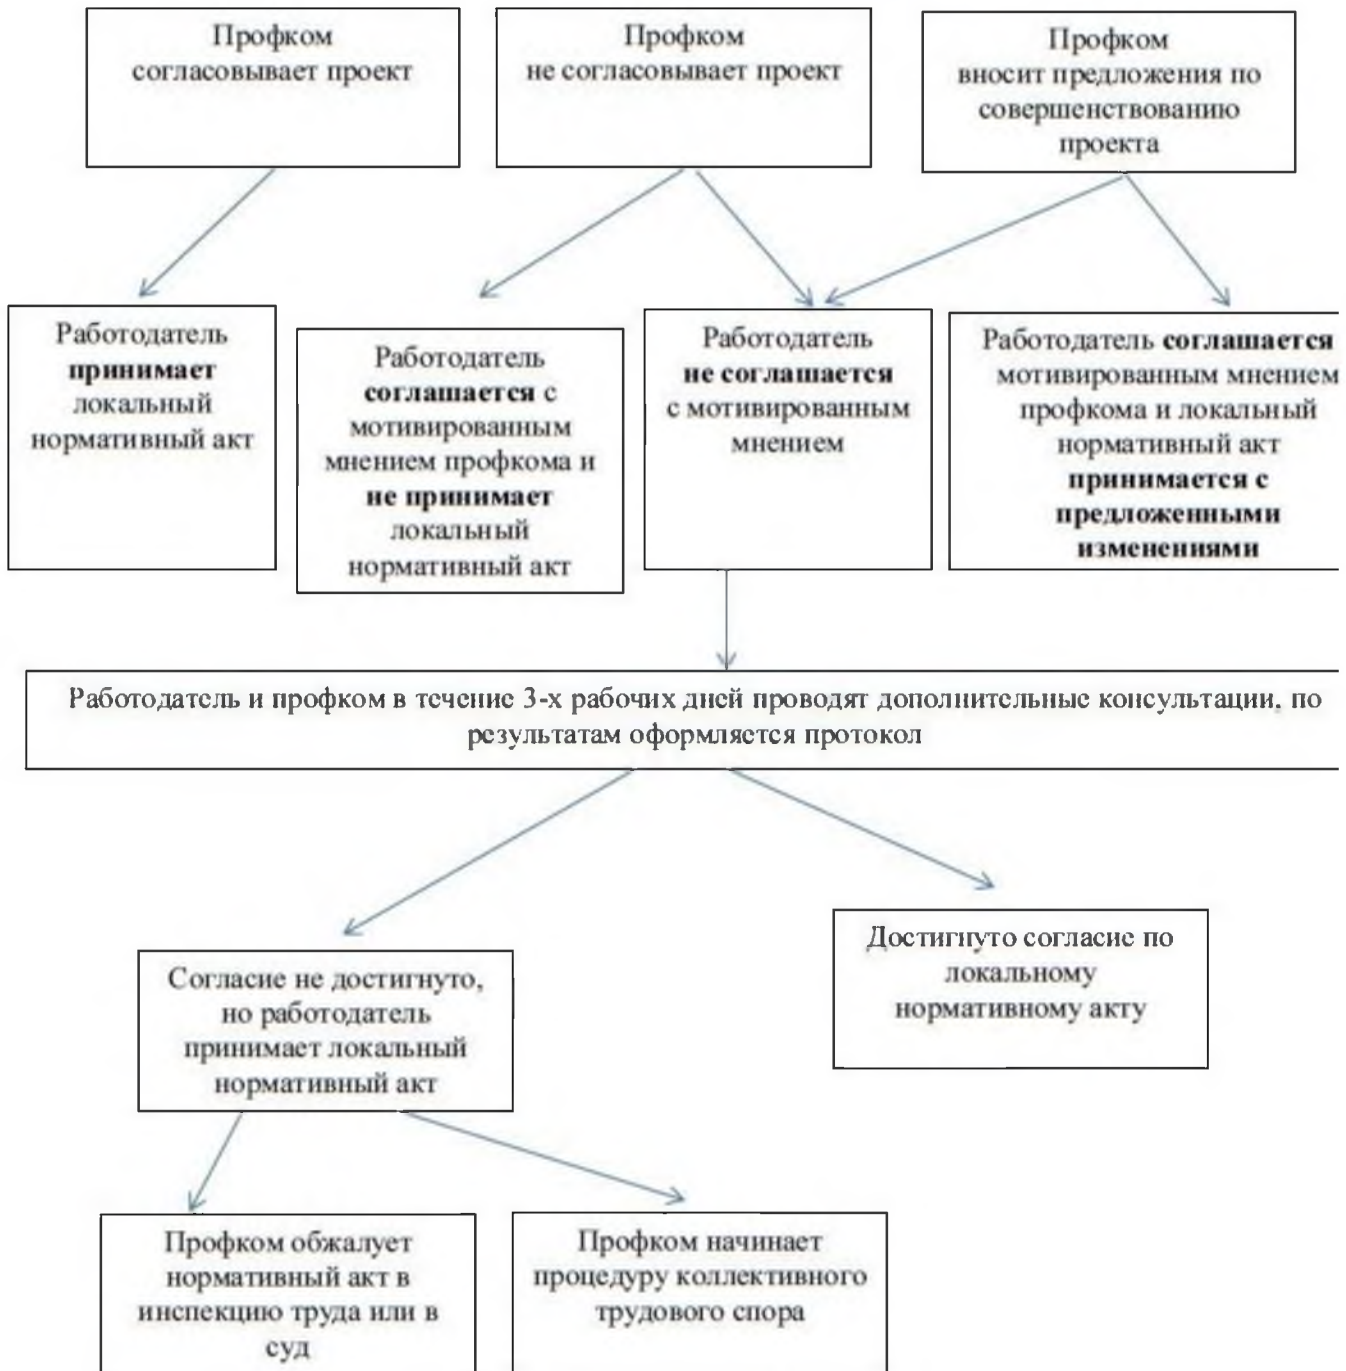 Профком
согласовывает проект
Профком
не согласовывает проект
Профком
вносит предложения по
совершенствованию
проекта
Работодатель
принимает
локальный
нормативный акт
Работодатель
соглашается с
мотивированным
мнением профкома и
не принимает
локальный
нормативный акт
Работодатель
не соглашается
с мотивированным
мнением
Работодатель соглашается
мотивированным мнением
профкома и локальный
нормативный акт
принимается с
предложенными
изменениями
Работодатель и профком в течение 3-х рабочих дней проводят дополнительные консультации, по
результатам оформляется протокол
Согласие не достигнуто,
но работодатель
принимает локальный
нормативный акт
Достигнуто согласие по
локальному
нормативному акту
Профком обжалует
нормативный акт в
инспекцию труда или в
суд
Профком начинает
процедуру коллективного
трудового спора